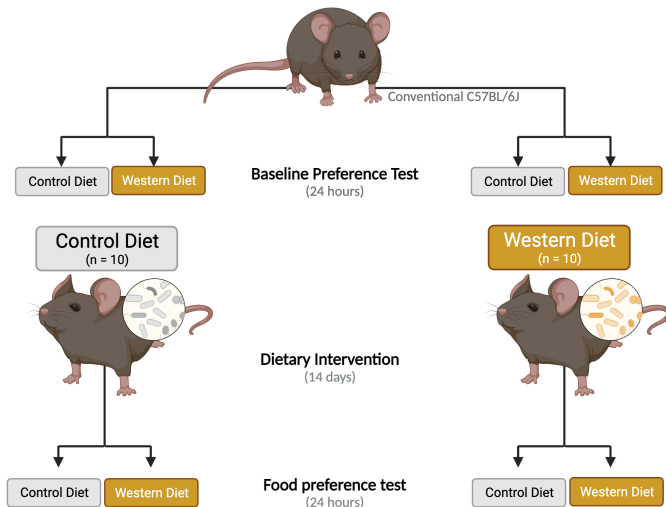 Conventional C57BL/6J
Control Diet
Western Diet
Baseline Preference Test
(24 hours)
Control Diet
Western Diet
Control Diet
(n = 10)
Western Diet
(n = 10)
Dietary Intervention
(14 days)
Control Diet
Western Diet
Food preference test
(24 hours)
Control Diet
Western Diet